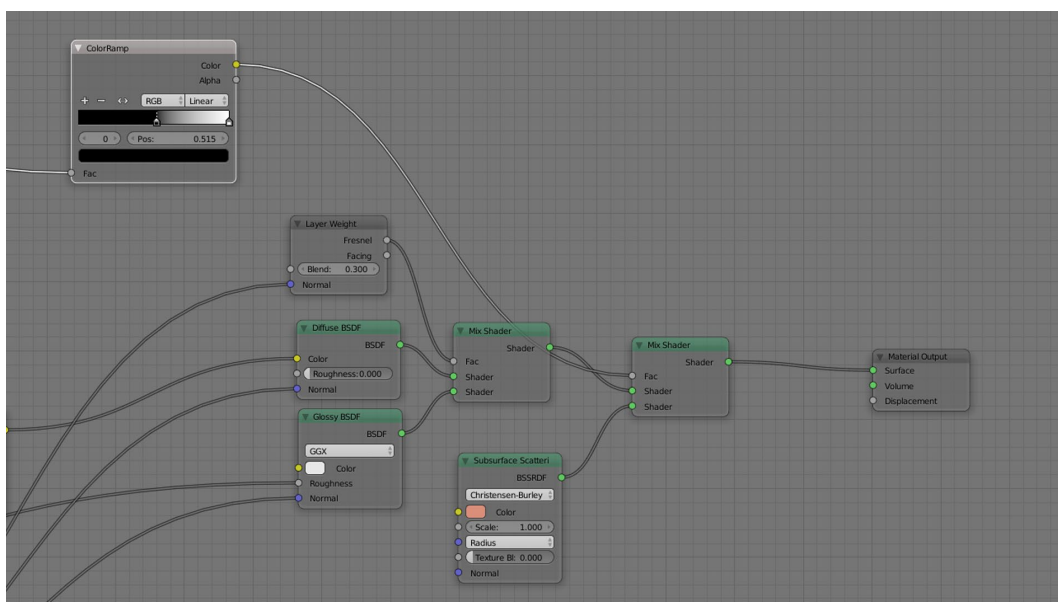 ColorRamp
Color
Alpha
RGB Linear
0 Pos: 0.515
Fac
Layer Weight
Fresnel
Facing
Blend: 0.300
Normal
Diffuse BSDF
BSDF
Color
Roughness: 0.000
Normal
Glossy BSDF
BSDF
GGX
Color
Roughness
Normal
Mix Shader
Shader
Fac
Shader
Shader
Subsurface Scatteri
BSSRDF
Christensen-Burley
Color
Scale: 1.000
Radius
Texture Bl: 0.000
Normal
Mix Shader
Shader
Fac
Shader
Shader
Material Output
Surface
Volume
Displacement